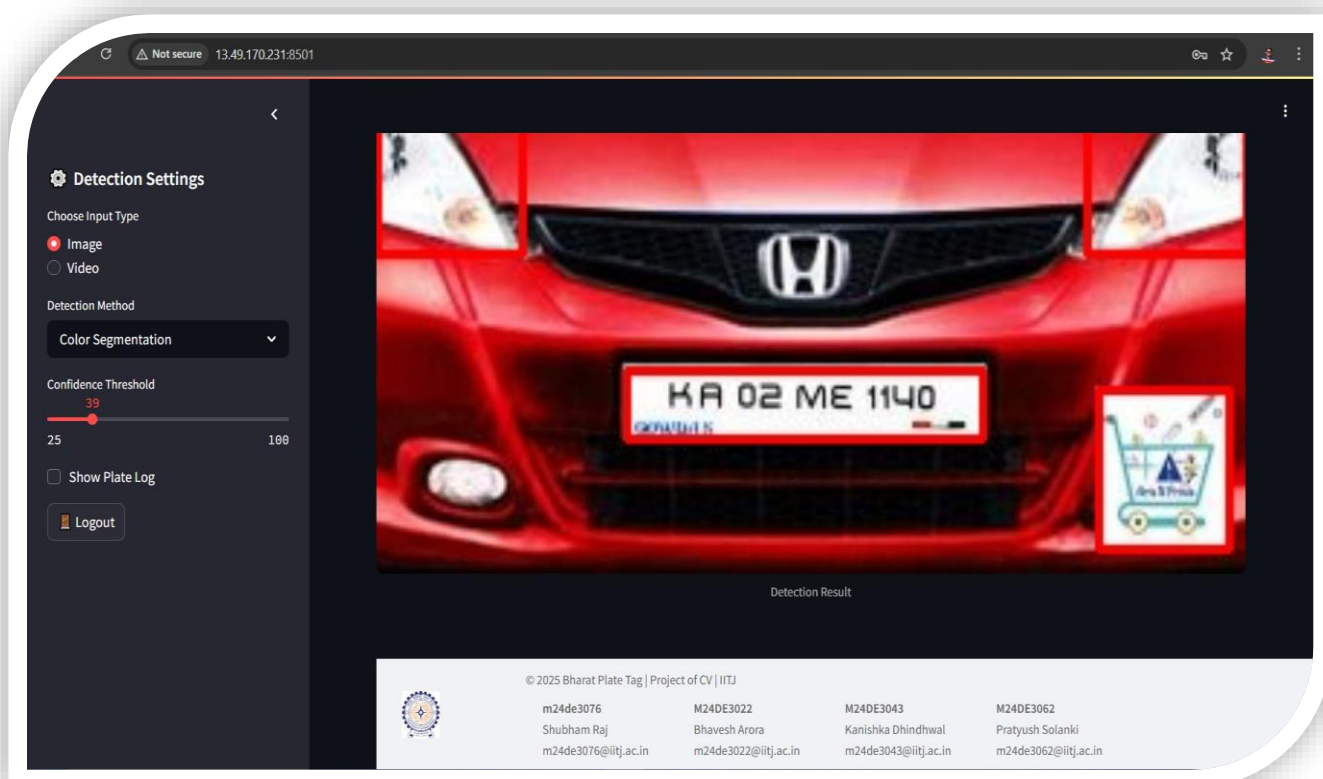 Not secure 13.49.170.231:8501
Detection Settings
Choose Input Type
Image
Video
Detection Method
Color Segmentation
Confidence Threshold
39
25 100
Show Plate Log
Logout
KA 02 ME 1140
Detection Result
© 2025 Bharat Plate Tag | Project of CV | IITJ
m24de3076 M24DE3022 M24DE3043 M24DE3062
Shubham Raj Bhavesh Arora Kanishka Dhindhwal Pratyush Solanki
m24de3076@iitj.ac.in m24de3022@iitj.ac.in m24de3043@iitj.ac.in m24de3062@iitj.ac.in